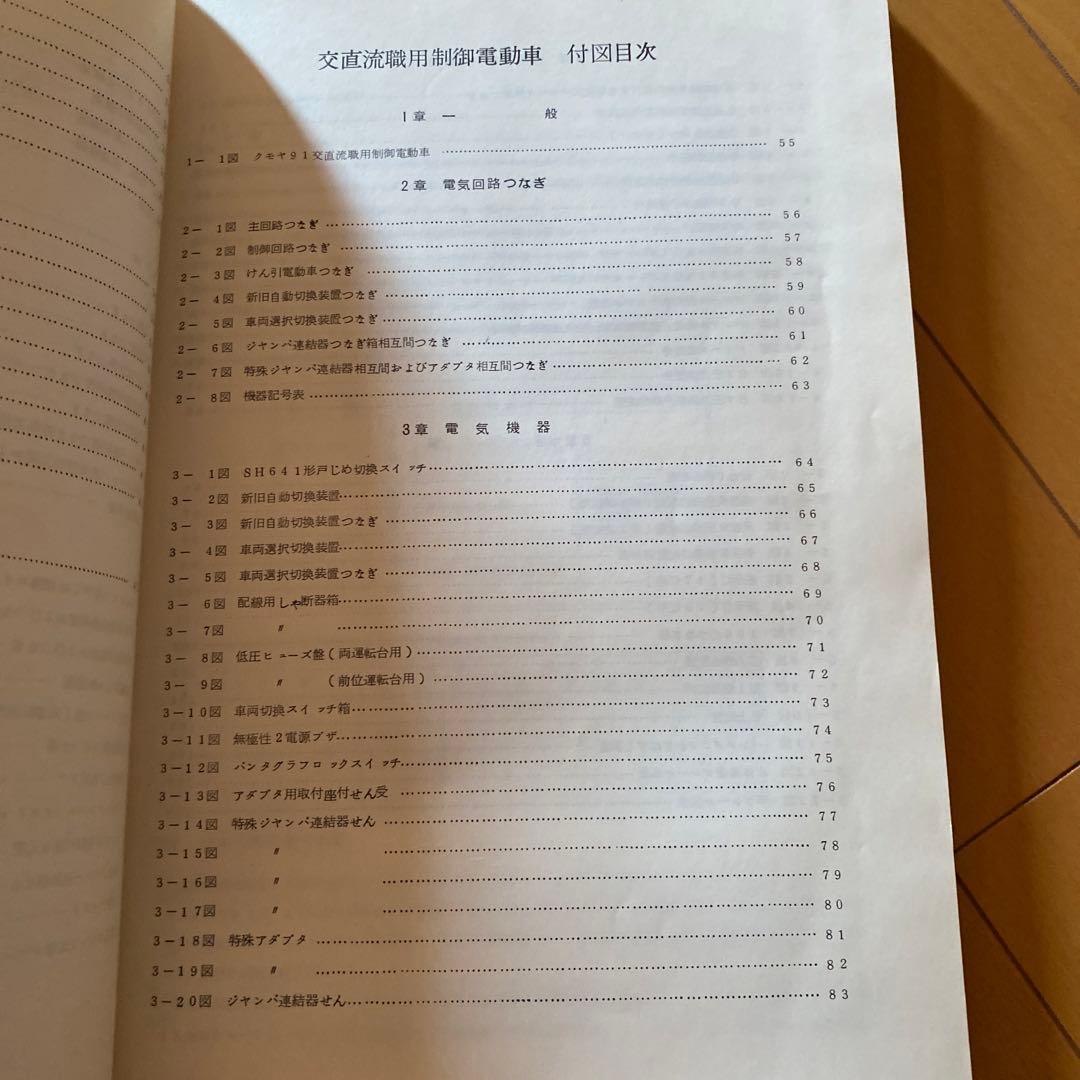 交直流職用制御電動車 付図目次
1章 一 般
1－ 1図 クモヤ91交直流職用制御電動車 …………………………… 55
2章 電気回路つなぎ
2－ 1図 主回路つなぎ …………………………… 56
2－ 2図 制御回路つなぎ …………………………… 57
2－ 3図 けん引電動車つなぎ …………………………… 58
2－ 4図 新旧自動切換装置つなぎ …………………………… 59
2－ 5図 車両選択切換装置つなぎ …………………………… 60
2－ 6図 ジヤンパ連結器つなぎ箱相互間つなぎ …………………………… 61
2－ 7図 特殊ジヤンパ連結器相互間およびアダプタ相互間つなぎ …………………………… 62
2－ 8図 機器記号表 …………………………… 63
3章 電気機器
3－ 1図 SH641形戸じめ切換スイッチ …………………………… 64
3－ 2図 新旧自動切換装置 …………………………… 65
3－ 3図 新旧自動切換装置つなぎ …………………………… 66
3－ 4図 車両選択切換装置 …………………………… 67
3－ 5図 車両選択切換装置つなぎ …………………………… 68
3－ 6図 配線用しゃ断器箱 …………………………… 69
3－ 7図 〃 …………………………… 70
3－ 8図 低圧ヒューズ盤(両運転台用) …………………………… 71
3－ 9図 〃 (前位運転台用) …………………………… 72
3－10図 車両切換スイッチ箱 …………………………… 73
3－11図 無極性2電源ブザ …………………………… 74
3－12図 パンタグラフロックスイッチ …………………………… 75
3－13図 アダプタ用取付座付せん受 …………………………… 76
3－14図 特殊ジヤンパ連結器せん …………………………… 77
3－15図 〃 …………………………… 78
3－16図 〃 …………………………… 79
3－17図 〃 …………………………… 80
3－18図 特殊アダプタ …………………………… 81
3－19図 〃 …………………………… 82
3－20図 ジヤンパ連結器せん …………………………… 83